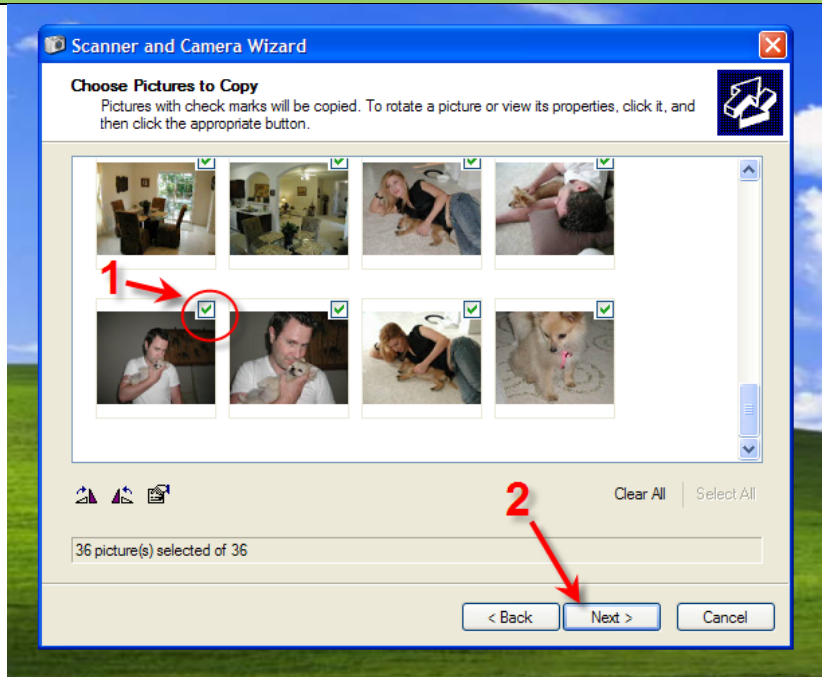 Scanner and Camera Wizard
Choose Pictures to Copy
Pictures with check marks will be copied. To rotate a picture or view its properties, click it, and
then click the appropriate button.
1
2
Clear All
Select All
36 picture(s) selected of 36
< Back
Next >
Cancel